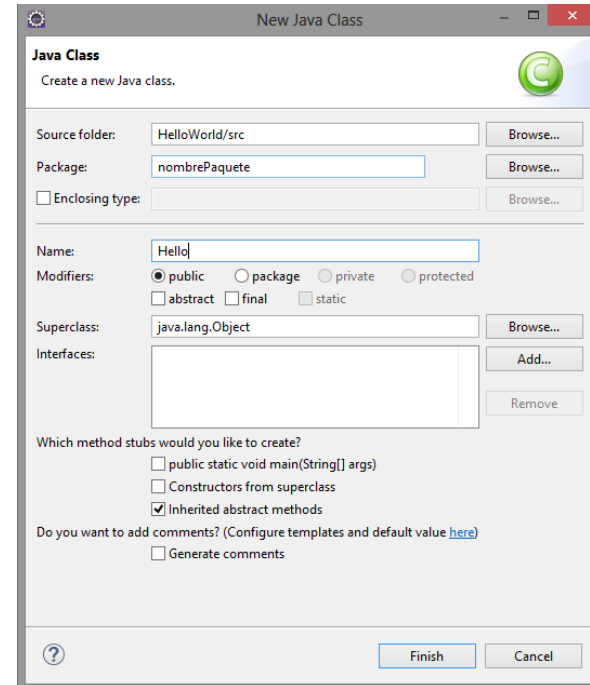 New Java Class
Java Class
Create a new Java class.
Source folder: HelloWorld/src Browse...
Package: nombrePaquete Browse...
Enclosing type: Browse...
Name: Hello
Modifiers: public package private protected
abstract final static
Superclass: java.lang.Object Browse...
Interfaces: Add...
Remove
Which method stubs would you like to create?
public static void main(String[] args)
Constructors from superclass
Inherited abstract methods
Do you want to add comments? (Configure templates and default value here)
Generate comments
? Finish Cancel